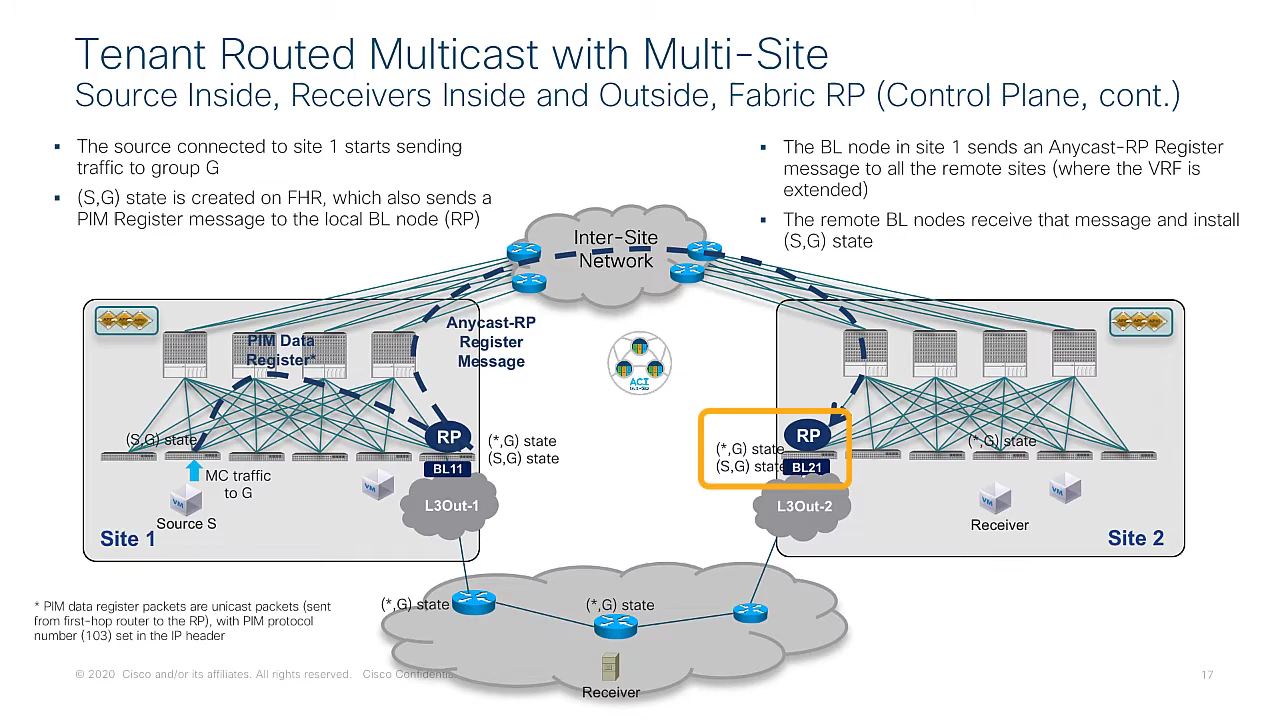 Tenant Routed Multicast with Multi-Site
Source Inside, Receivers Inside and Outside, Fabric RP (Control Plane, cont.)
▪ The source connected to site 1 starts sending
traffic to group G
▪ (S,G) state is created on FHR, which also sends a
PIM Register message to the local BL node (RP)
▪ The BL node in site 1 sends an Anycast-RP Register
message to all the remote sites (where the VRF is
extended)
▪ The remote BL nodes receive that message and install
(S,G) state
Inter-Site
Network
PIM Data
Register*
Anycast-RP
Register
Message
ACI
(S,G) state
MC traffic
to G
VM
Source S
VM
RP
BL11
(*,G) state
(S,G) state
L3Out-1
Site 1
RP
(*,G) state
(S,G) state
BL21
L3Out-2
(*,G) state
VM
Receiver
VM
Site 2
(*,G) state
(*,G) state
Receiver
* PIM data register packets are unicast packets (sent
from first-hop router to the RP), with PIM protocol
number (103) set in the IP header
© 2020 Cisco and/or its affiliates. All rights reserved. Cisco Confidentia
17